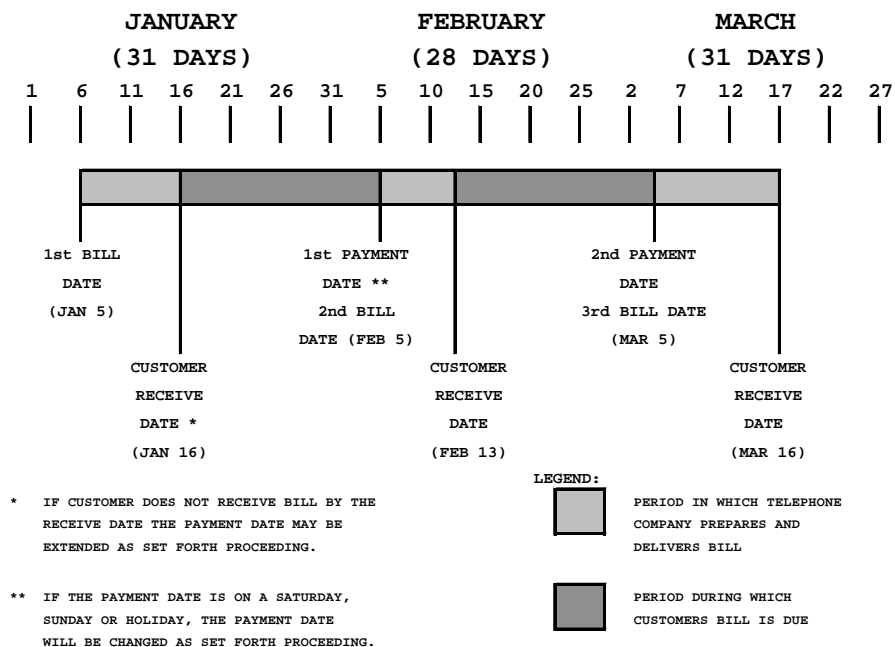 JANUARY FEBRUARY MARCH
(31 DAYS) (28 DAYS) (31 DAYS)
1 6 11 16 21 26 31 5 10 15 20 25 2 7 12 17 22 27
1st BILL
DATE
(JAN 5)
1st PAYMENT
DATE **
2nd BILL
DATE (FEB 5)
2nd PAYMENT
DATE
3rd BILL DATE
(MAR 5)
CUSTOMER
RECEIVE
DATE *
(JAN 16)
CUSTOMER
RECEIVE
DATE
(FEB 13)
CUSTOMER
RECEIVE
DATE
(MAR 16)
* IF CUSTOMER DOES NOT RECEIVE BILL BY THE
RECEIVE DATE THE PAYMENT DATE MAY BE
EXTENDED AS SET FORTH PROCEEDING.
** IF THE PAYMENT DATE IS ON A SATURDAY,
SUNDAY OR HOLIDAY, THE PAYMENT DATE
WILL BE CHANGED AS SET FORTH PROCEEDING.
LEGEND:
PERIOD IN WHICH TELEPHONE
COMPANY PREPARES AND
DELIVERS BILL
PERIOD DURING WHICH
CUSTOMERS BILL IS DUE